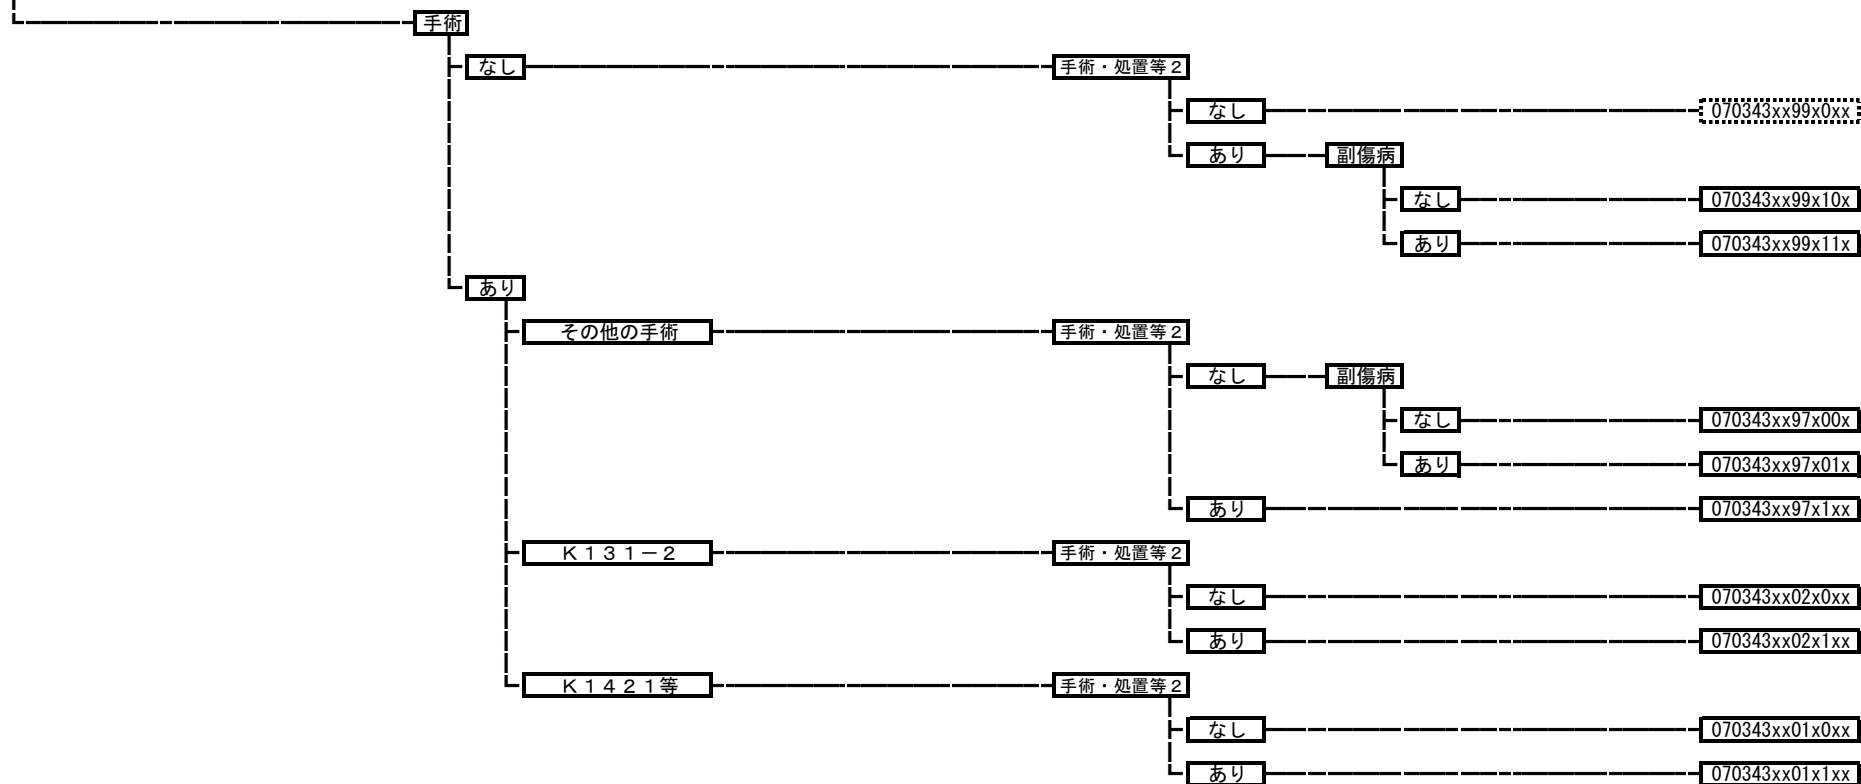 手術
なし 手術・処置等2
なし 070343xx99x0xx
あり 副傷病
なし 070343xx99x10x
あり 070343xx99x11x
あり
その他の手術 手術・処置等2
なし 副傷病
なし 070343xx97x00x
あり 070343xx97x01x
あり 070343xx97x1xx
K131-2 手術・処置等2
なし 070343xx02x0xx
あり 070343xx02x1xx
K1421等 手術・処置等2
なし 070343xx01x0xx
あり 070343xx01x1xx